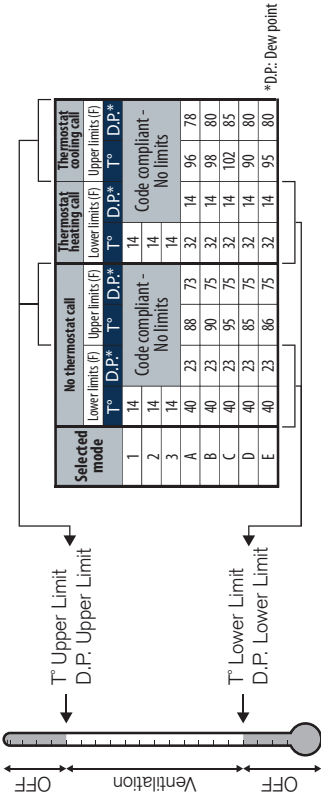 OFF
Ventilation
OFF
T° Upper Limit
D.P. Upper Limit
T° Lower Limit
D.P. Lower Limit
Selected mode
No thermostat call
Thermostat heating call
Thermostat cooling call
Lower limits (F) Upper limits (F) Lower limits (F) Upper limits (F)
T° D.P.* T° D.P.* T° D.P.* T° D.P.*
1 14 Code compliant - No limits 14 Code compliant - No limits
2 14 14
3 14 14
A 40 23 88 73 32 14 96 78
B 40 23 90 75 32 14 98 80
C 40 23 95 75 32 14 102 85
D 40 23 85 75 32 14 90 80
E 40 23 86 75 32 14 95 80
*D.P.: Dew point